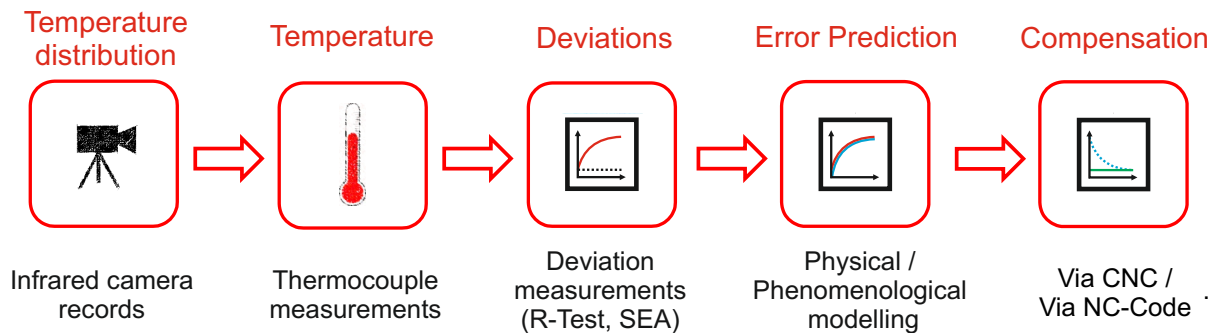 Temperature
distribution
Temperature
Deviations
Error Prediction
Compensation
Infrared camera
records
Thermocouple
measurements
Deviation
measurements
(R-Test, SEA)
Physical /
Phenomenological
modelling
Via CNC /
Via NC-Code .